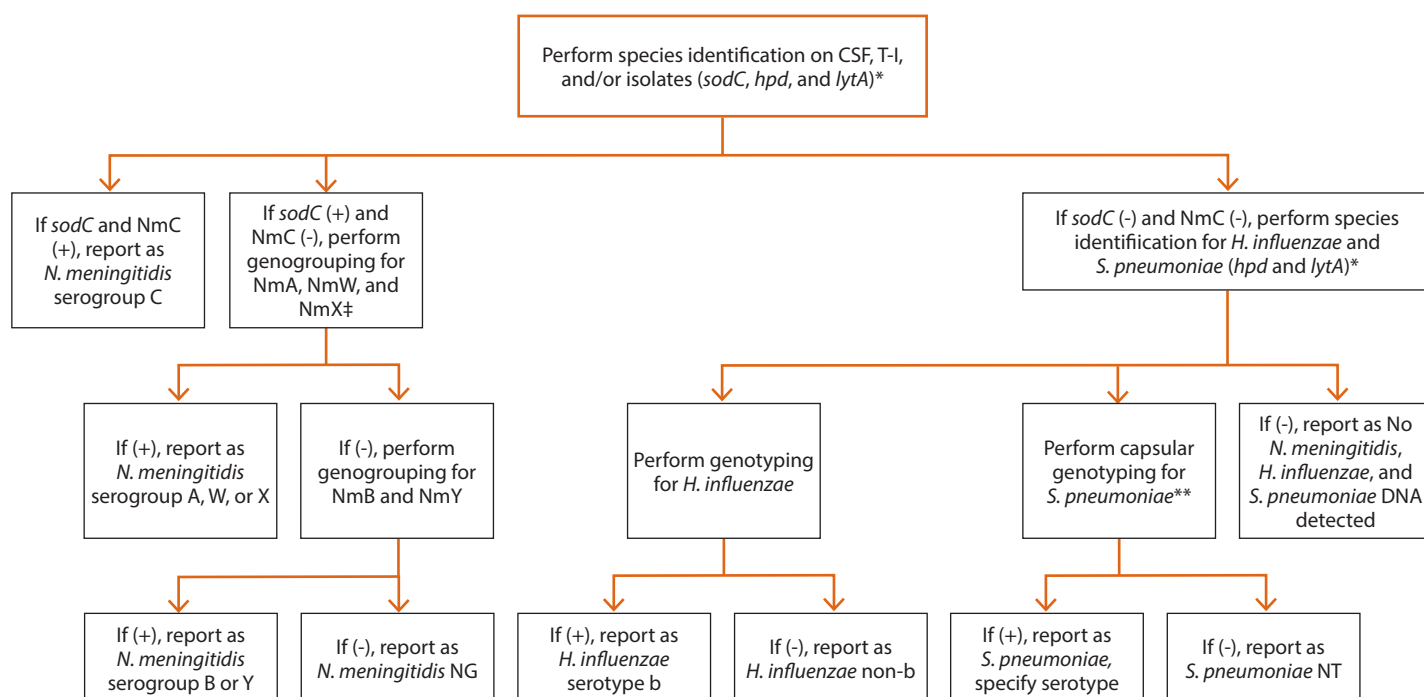 Perform species identification on CSF, T-I,
and/or isolates (sodC, hpd, and lytA)*
If sodC and NmC
(+), report as
N. meningitidis
serogroup C
If sodC (+) and
NmC (-), perform
genogrouping for
NmA, NmW, and
NmX‡
If sodC (-) and NmC (-), perform species
identifiication for H. influenzae and
S. pneumoniae (hpd and lytA)*
If (+), report as
N. meningitidis
serogroup A, W, or X
If (-), perform
genogrouping for
NmB and NmY
Perform genotyping
for H. influenzae
Perform capsular
genotyping for
S. pneumoniae**
If (-), report as No
N. meningitidis,
H. influenzae, and
S. pneumoniae DNA
detected
If (+), report as
N. meningitidis
serogroup B or Y
If (-), report as
N. meningitidis NG
If (+), report as
H. influenzae
serotype b
If (-), report as
H. influenzae non-b
If (+), report as
S. pneumoniae,
specify serotype
If (-), report as
S. pneumoniae NT